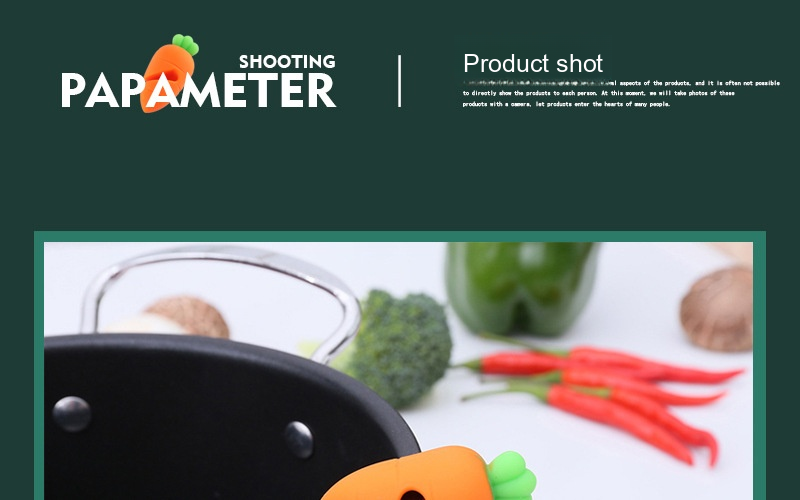 SHOOTING
PAPAMETER
Product shot
aspects of the products, and it is often not possible
to directly show the products to each person. At this moment, we will take photos of these
products with a camera, let products enter the hearts of many people.